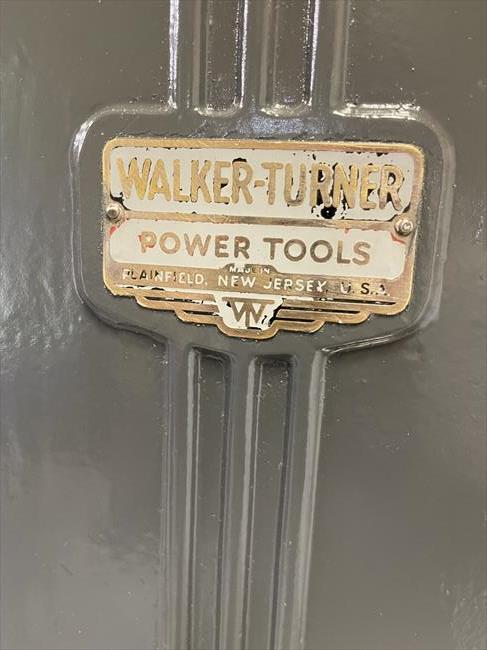 WALKER-TURNER
POWER TOOLS
MADE IN
PLAINFIELD, NEW JERSEY, U.S.A.
WT